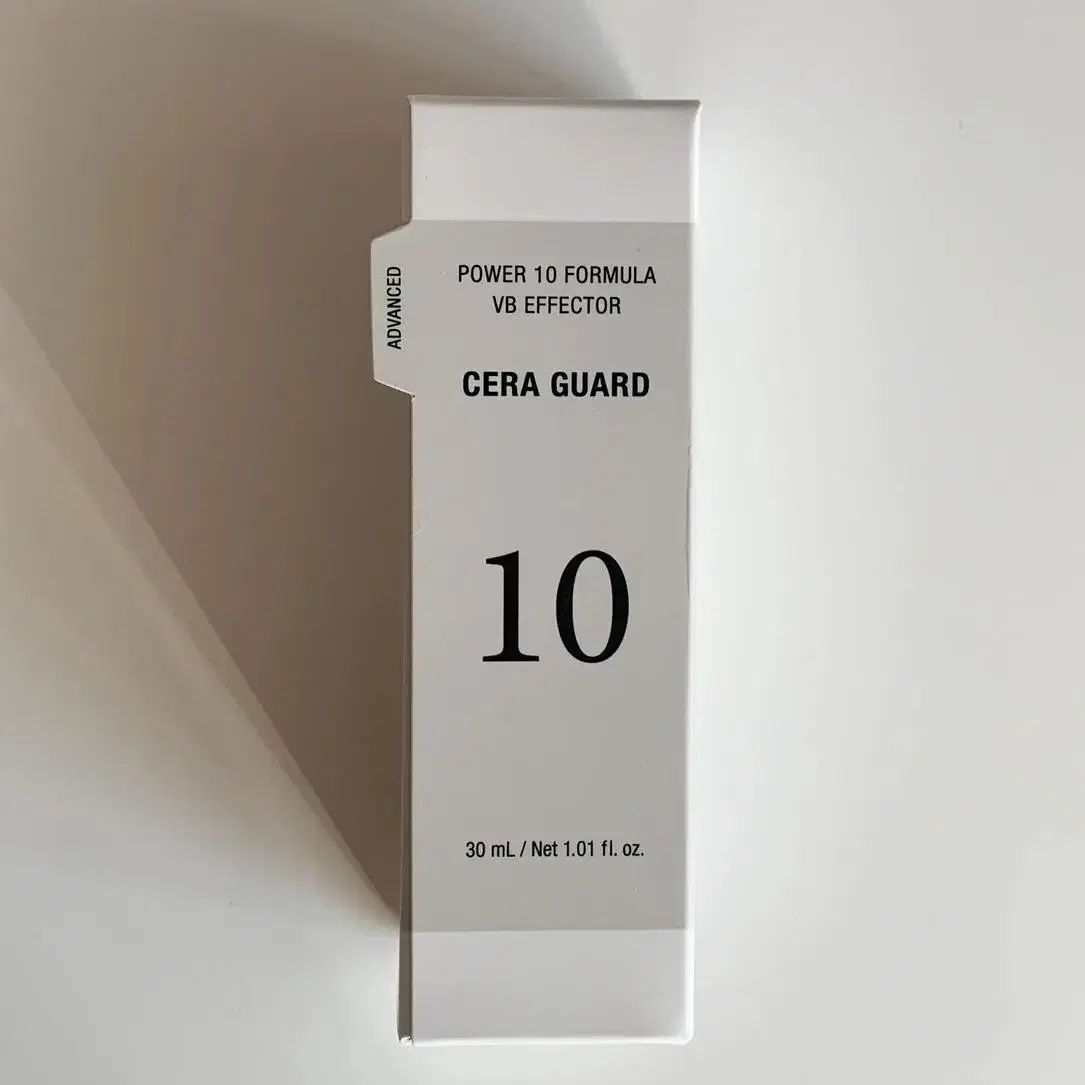 ADVANCED
POWER 10 FORMULA
VB EFFECTOR
CERA GUARD
10
30 mL / Net 1.01 fl. oz.